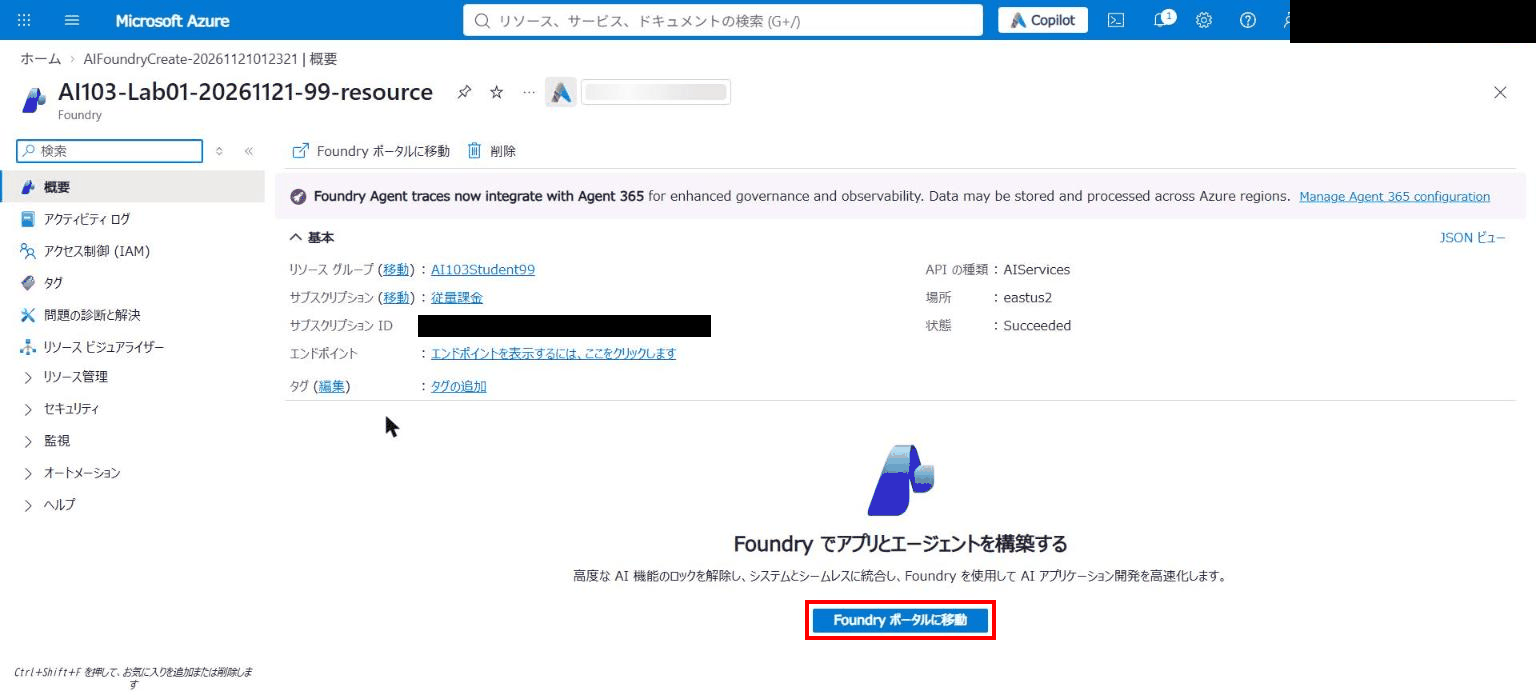 Microsoft Azure
リソース、サービス、ドキュメントの検索 (G+/)
Copilot
1
ホーム > AIFoundryCreate-20261121012321 | 概要
AI103-Lab01-20261121-99-resource
Foundry
検索
Foundry ポータルに移動
削除
概要
アクティビティ ログ
アクセス制御 (IAM)
タグ
問題の診断と解決
リソース ビジュアライザー
リソース管理
セキュリティ
監視
オートメーション
ヘルプ
Foundry Agent traces now integrate with Agent 365 for enhanced governance and observability. Data may be stored and processed across Azure regions. Manage Agent 365 configuration
基本
JSON ビュー
リソース グループ (移動) : AI103Student99
サブスクリプション (移動) : 従量課金
サブスクリプション ID
エンドポイント : エンドポイントを表示するには、ここをクリックします
タグ (編集) : タグの追加
API の種類 : AIServices
場所 : eastus2
状態 : Succeeded
Foundry でアプリとエージェントを構築する
高度な AI 機能のロックを解除し、システムとシームレスに統合し、Foundry を使用して AI アプリケーション開発を高速化します。
Foundry ポータルに移動
Ctrl+Shift+F を押して、お気に入りを追加または削除しま
す